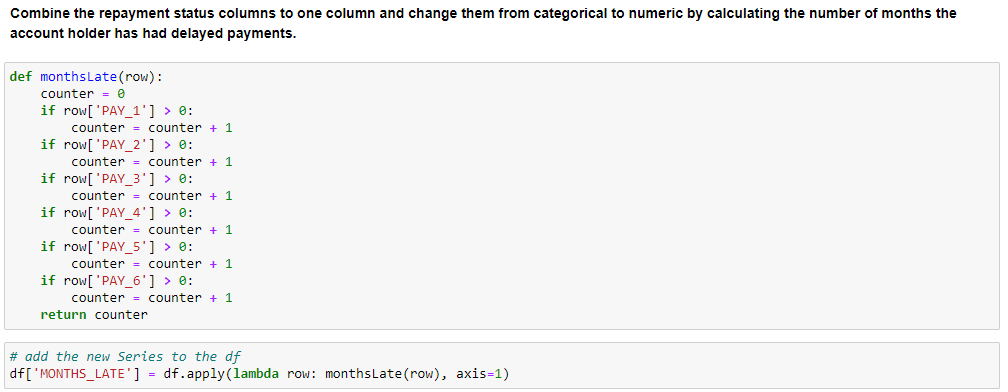 Combine the repayment status columns to one column and change them from categorical to numeric by calculating the number of months the
account holder has had delayed payments.
def monthsLate(row):
    counter = 0
    if row['PAY_1'] > 0:
        counter = counter + 1
    if row['PAY_2'] > 0:
        counter = counter + 1
    if row['PAY_3'] > 0:
        counter = counter + 1
    if row['PAY_4'] > 0:
        counter = counter + 1
    if row['PAY_5'] > 0:
        counter = counter + 1
    if row['PAY_6'] > 0:
        counter = counter + 1
    return counter
# add the new Series to the df
df['MONTHS_LATE'] = df.apply(lambda row: monthsLate(row), axis=1)